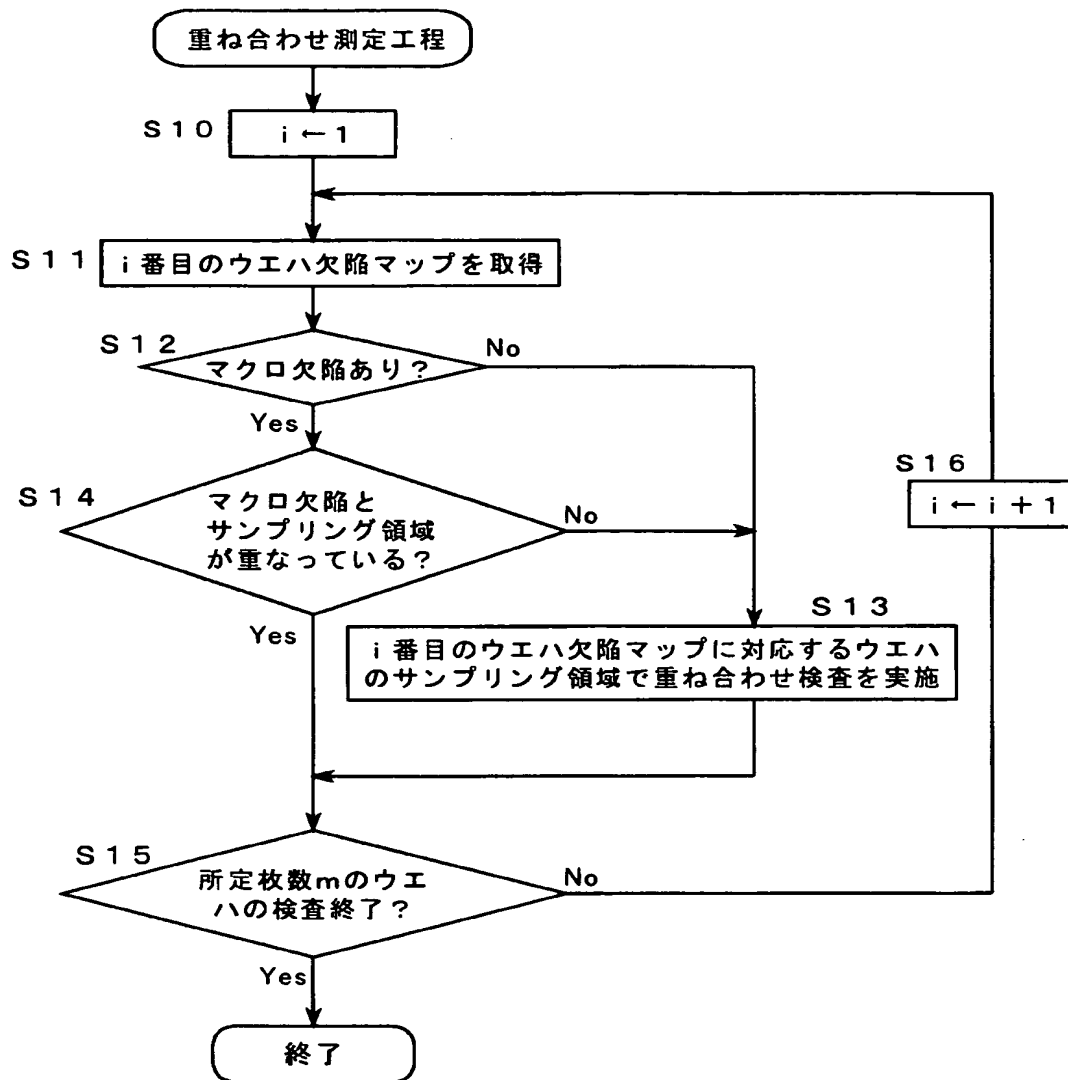 重ね合わせ測定工程
S10
i←1
S11
i番目のウエハ欠陥マップを取得
S12
マクロ欠陥あり?
No
Yes
S14
マクロ欠陥と
サンプリング領域
が重なっている?
No
Yes
S16
i←i+1
S13
i番目のウエハ欠陥マップに対応するウエハ
のサンプリング領域で重ね合わせ検査を実施
S15
所定枚数mのウエ
ハの検査終了?
No
Yes
終了